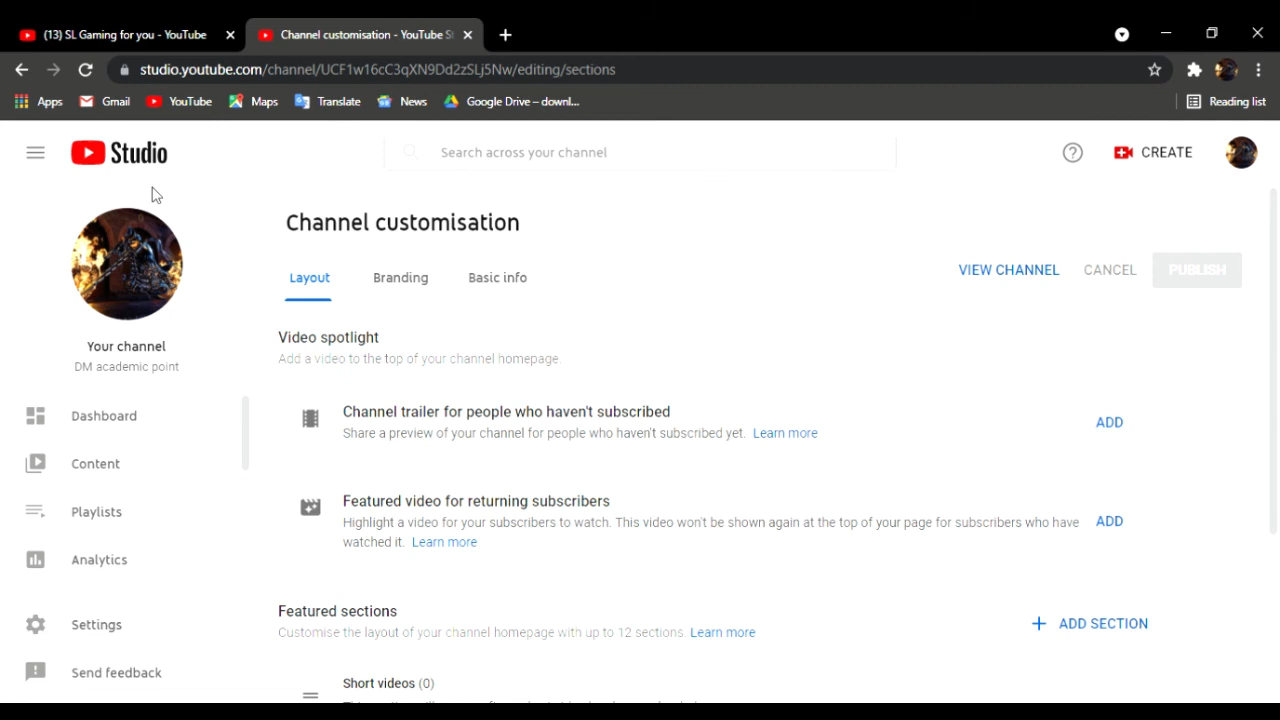 (13) SL Gaming for you - YouTube
Channel customisation - YouTube St
studio.youtube.com/channel/UCF1w16cC3qXN9Dd2zSLj5Nw/editing/sections
Apps Gmail YouTube Maps Translate News Google Drive – downl... Reading list
Studio
Search across your channel
CREATE
Channel customisation
Layout Branding Basic info
VIEW CHANNEL CANCEL PUBLISH
Your channel
DM academic point
Dashboard
Content
Playlists
Analytics
Settings
Send feedback
Video spotlight
Add a video to the top of your channel homepage.
Channel trailer for people who haven't subscribed
Share a preview of your channel for people who haven't subscribed yet. Learn more
ADD
Featured video for returning subscribers
Highlight a video for your subscribers to watch. This video won't be shown again at the top of your page for subscribers who have
watched it. Learn more
ADD
Featured sections
Customise the layout of your channel homepage with up to 12 sections. Learn more
ADD SECTION
Short videos (0)